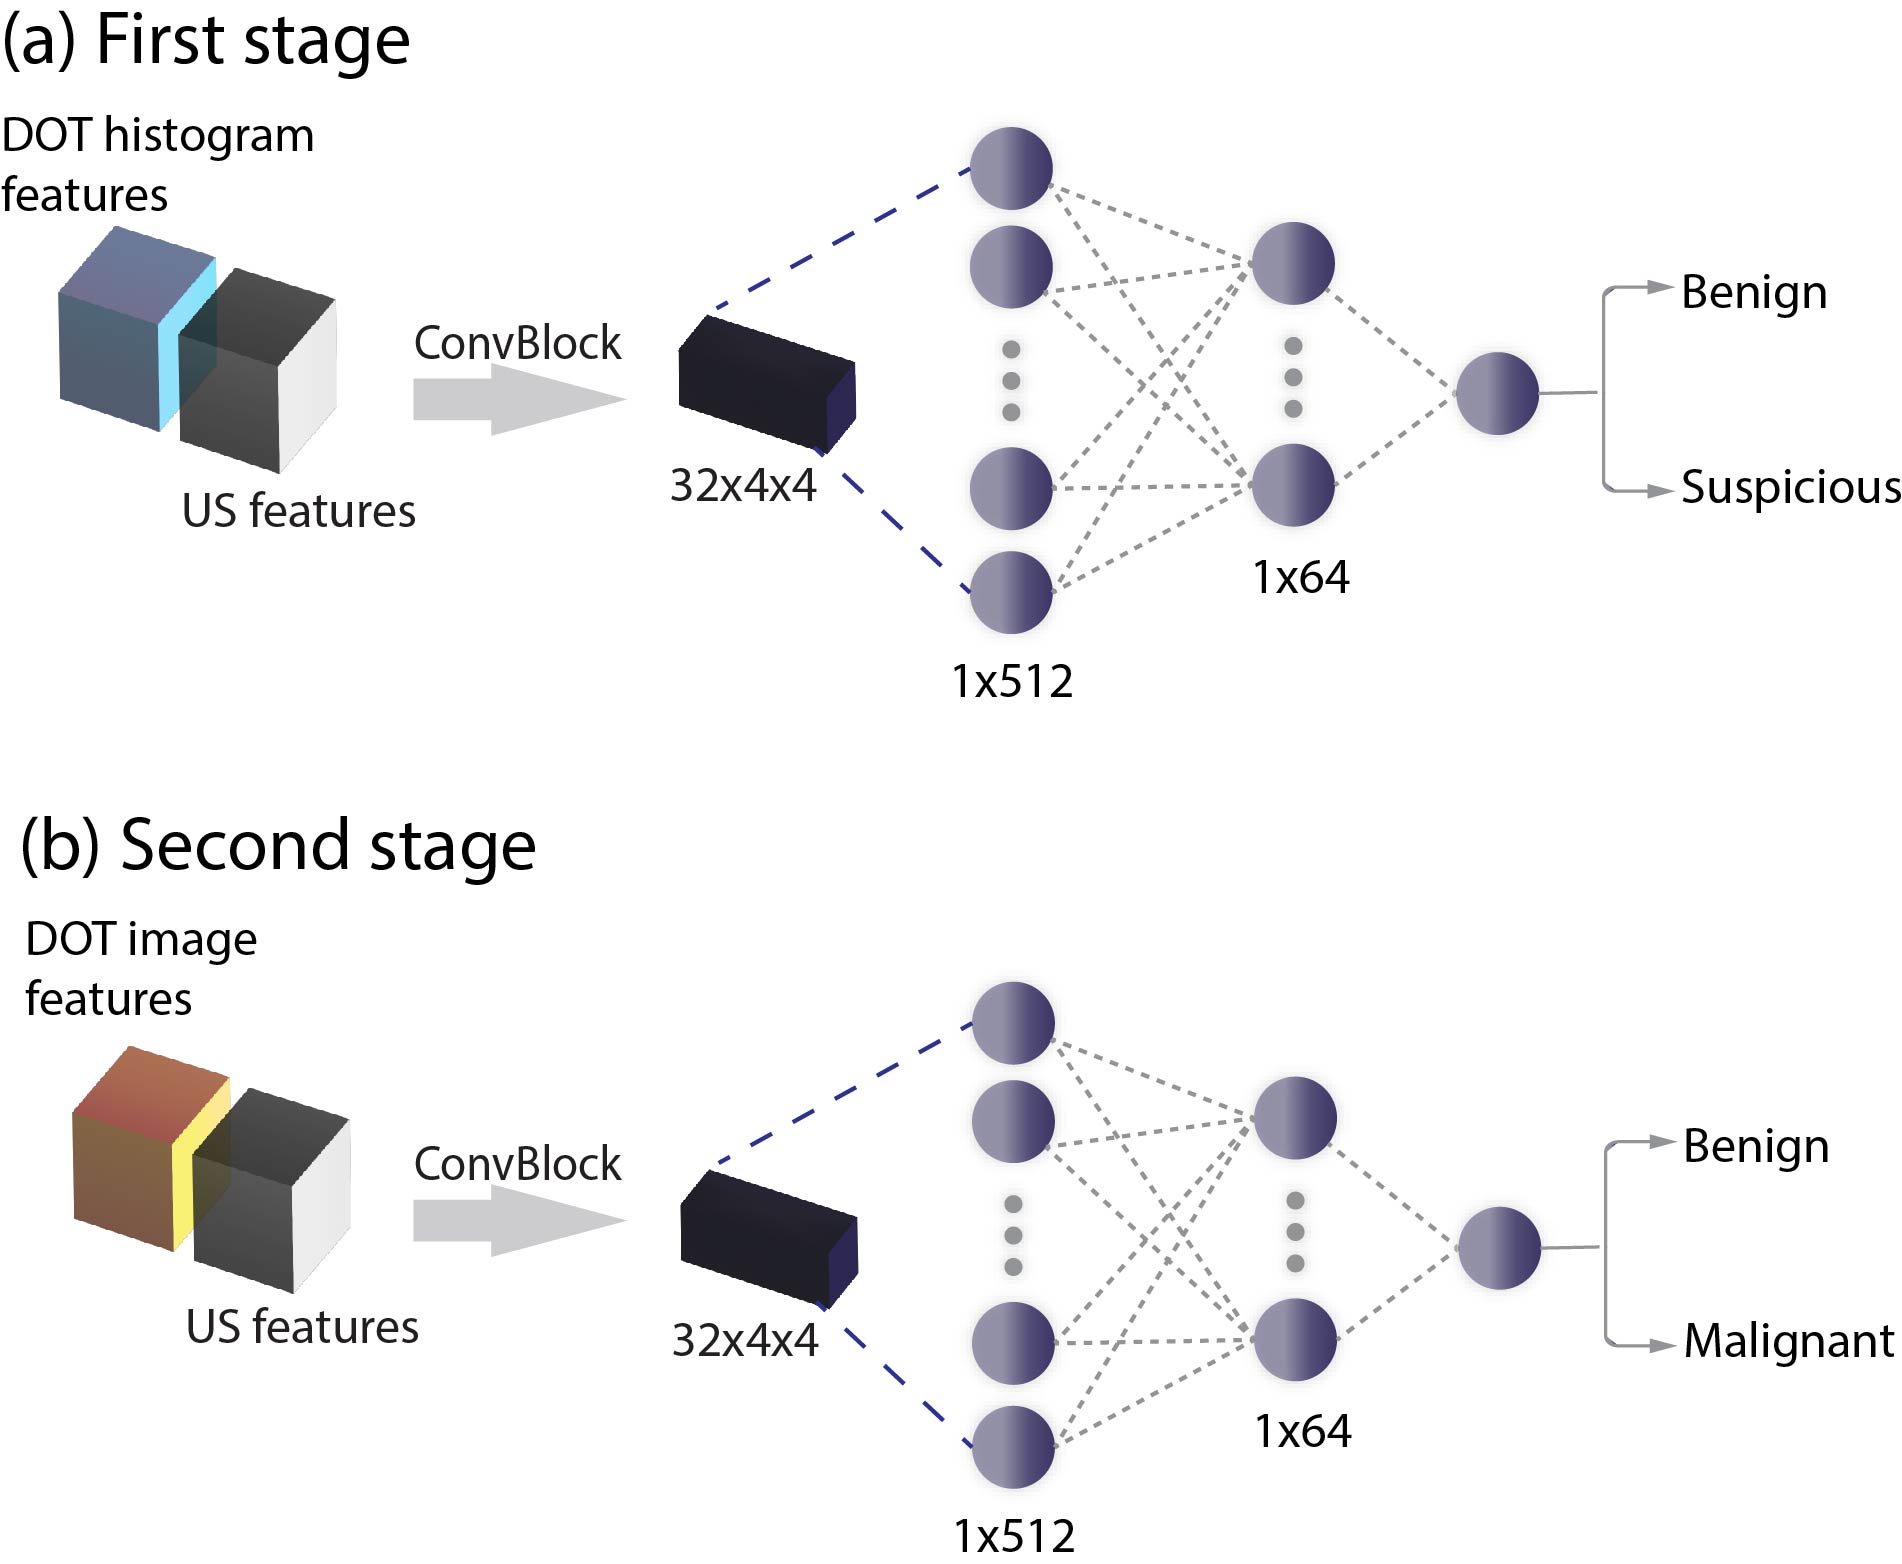 (a) First stage
DOT histogram
features
ConvBlock
US features
32x4x4
1x512
1x64
Benign
Suspicious
(b) Second stage
DOT image
features
ConvBlock
US features
32x4x4
1x512
1x64
Benign
Malignant